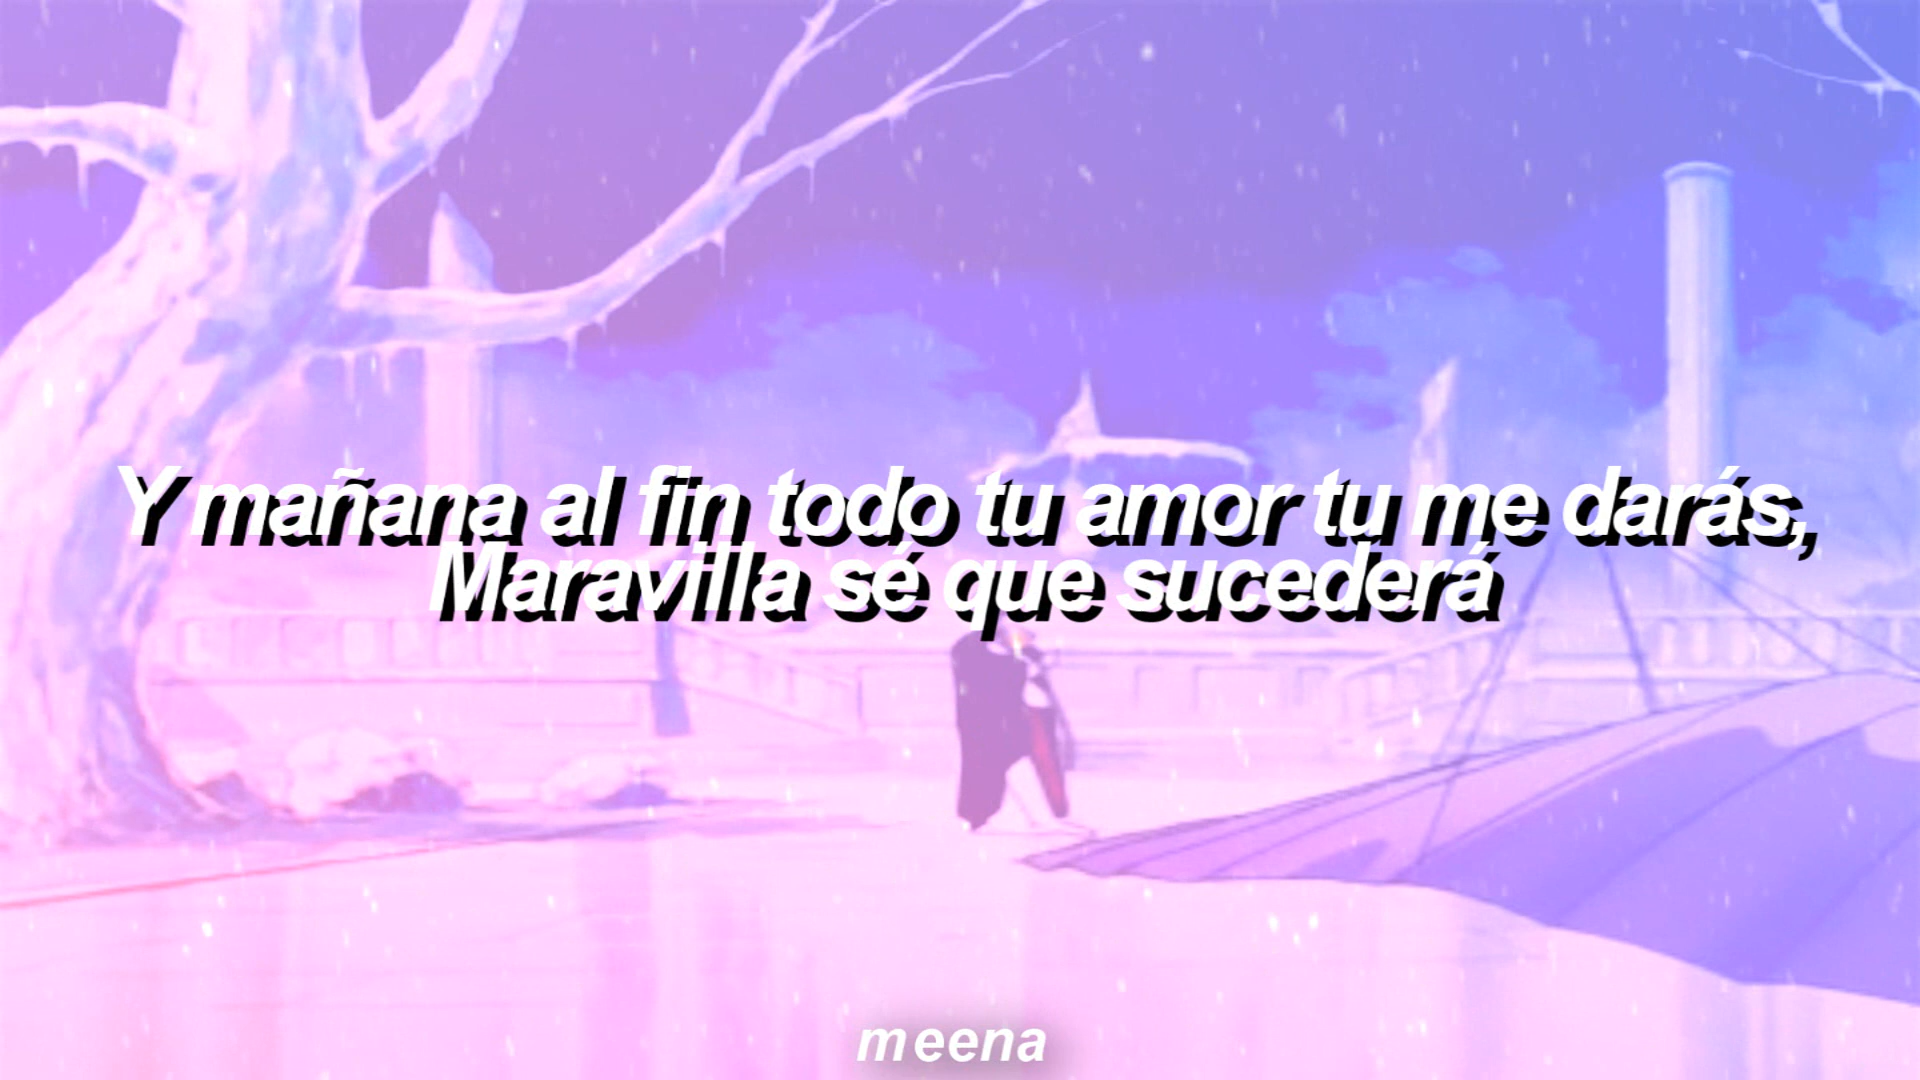 Y mañana al fin todo tu amor tu me darás,
Maravilla sé que sucederá
meena